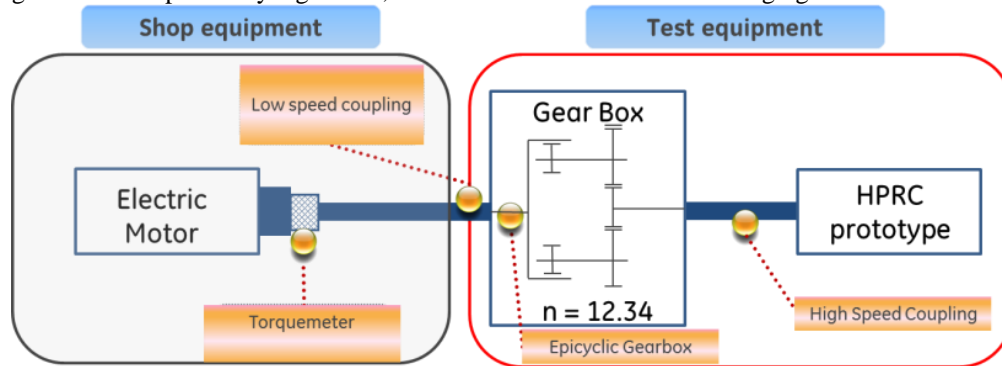 Shop equipment
Test equipment
Low speed coupling
Gear Box
Electric
Motor
HPRC
prototype
n = 12.34
Torquemeter
Epicyclic Gearbox
High Speed Coupling